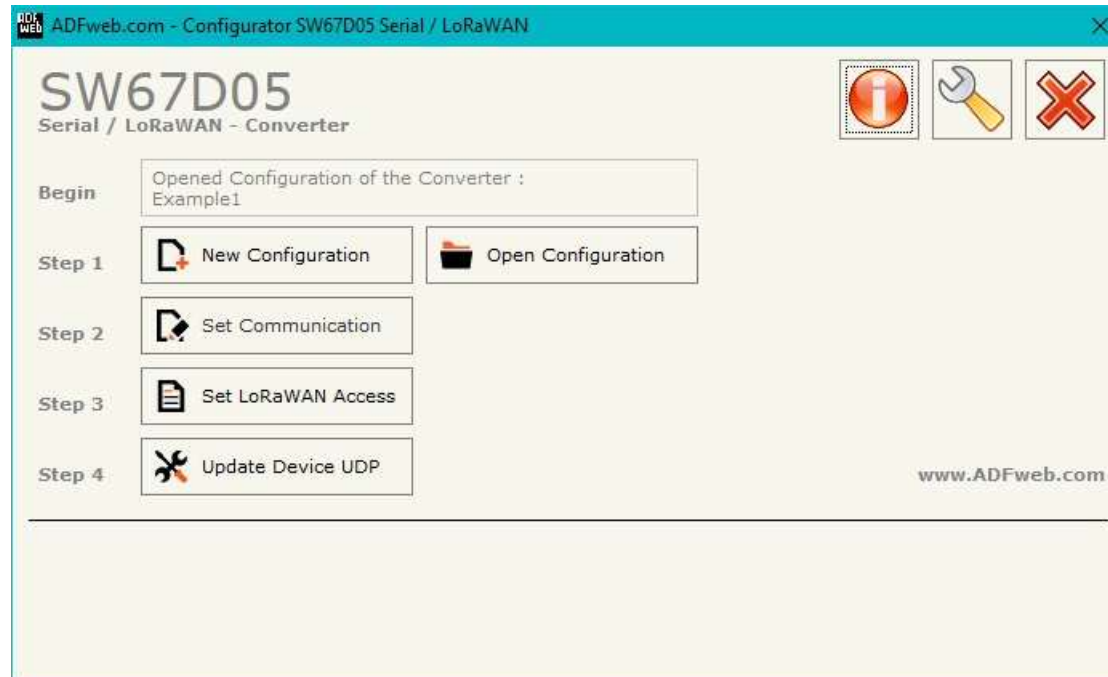 ADF
WEB
ADFweb.com - Configurator SW67D05 Serial / LoRaWAN
SW67D05
Serial / LoRaWAN - Converter
Begin
Opened Configuration of the Converter :
Example1
Step 1
New Configuration
Open Configuration
Step 2
Set Communication
Step 3
Set LoRaWAN Access
Step 4
Update Device UDP
www.ADFweb.com